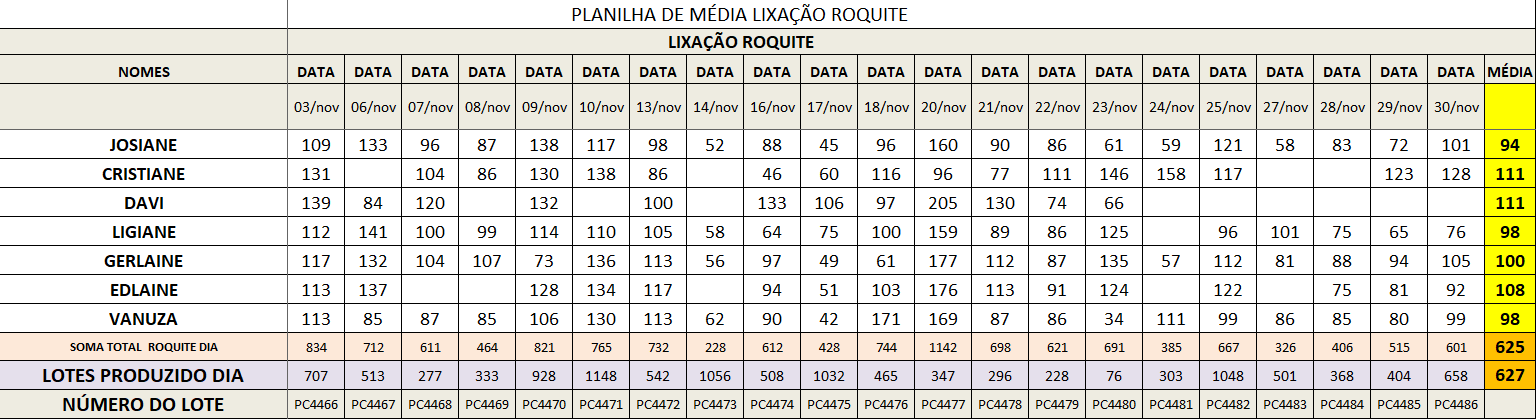 PLANILHA DE MÉDIA LIXAÇÃO ROQUITE
LIXAÇÃO ROQUITE
NOMES DATA DATA DATA DATA DATA DATA DATA DATA DATA DATA DATA DATA DATA DATA DATA DATA DATA DATA DATA DATA DATA MÉDIA
03/nov 06/nov 07/nov 08/nov 09/nov 10/nov 13/nov 14/nov 16/nov 17/nov 18/nov 20/nov 21/nov 22/nov 23/nov 24/nov 25/nov 27/nov 28/nov 29/nov 30/nov
JOSIANE 109 133 96 87 138 117 98 52 88 45 96 160 90 86 61 59 121 58 83 72 101 94
CRISTIANE 131 104 86 130 138 86 46 60 116 96 77 111 146 158 117 123 128 111
DAVI 139 84 120 132 100 133 106 97 205 130 74 66 111
LIGIANE 112 141 100 99 114 110 105 58 64 75 100 159 89 86 125 96 101 75 65 76 98
GERLAINE 117 132 104 107 73 136 113 56 97 49 61 177 112 87 135 57 112 81 88 94 105 100
EDLAINE 113 137 128 134 117 94 51 103 176 113 91 124 122 75 81 92 108
VANUZA 113 85 87 85 106 130 113 62 90 42 171 169 87 86 34 111 99 86 85 80 99 98
SOMA TOTAL ROQUITE DIA 834 712 611 464 821 765 732 228 612 428 744 1142 698 621 691 385 667 326 406 515 601 625
LOTES PRODUZIDO DIA 707 513 277 333 928 1148 542 1056 508 1032 465 347 296 228 76 303 1048 501 368 404 658 627
NÚMERO DO LOTE PC4466 PC4467 PC4468 PC4469 PC4470 PC4471 PC4472 PC4473 PC4474 PC4475 PC4476 PC4477 PC4478 PC4479 PC4480 PC4481 PC4482 PC4483 PC4484 PC4485 PC4486